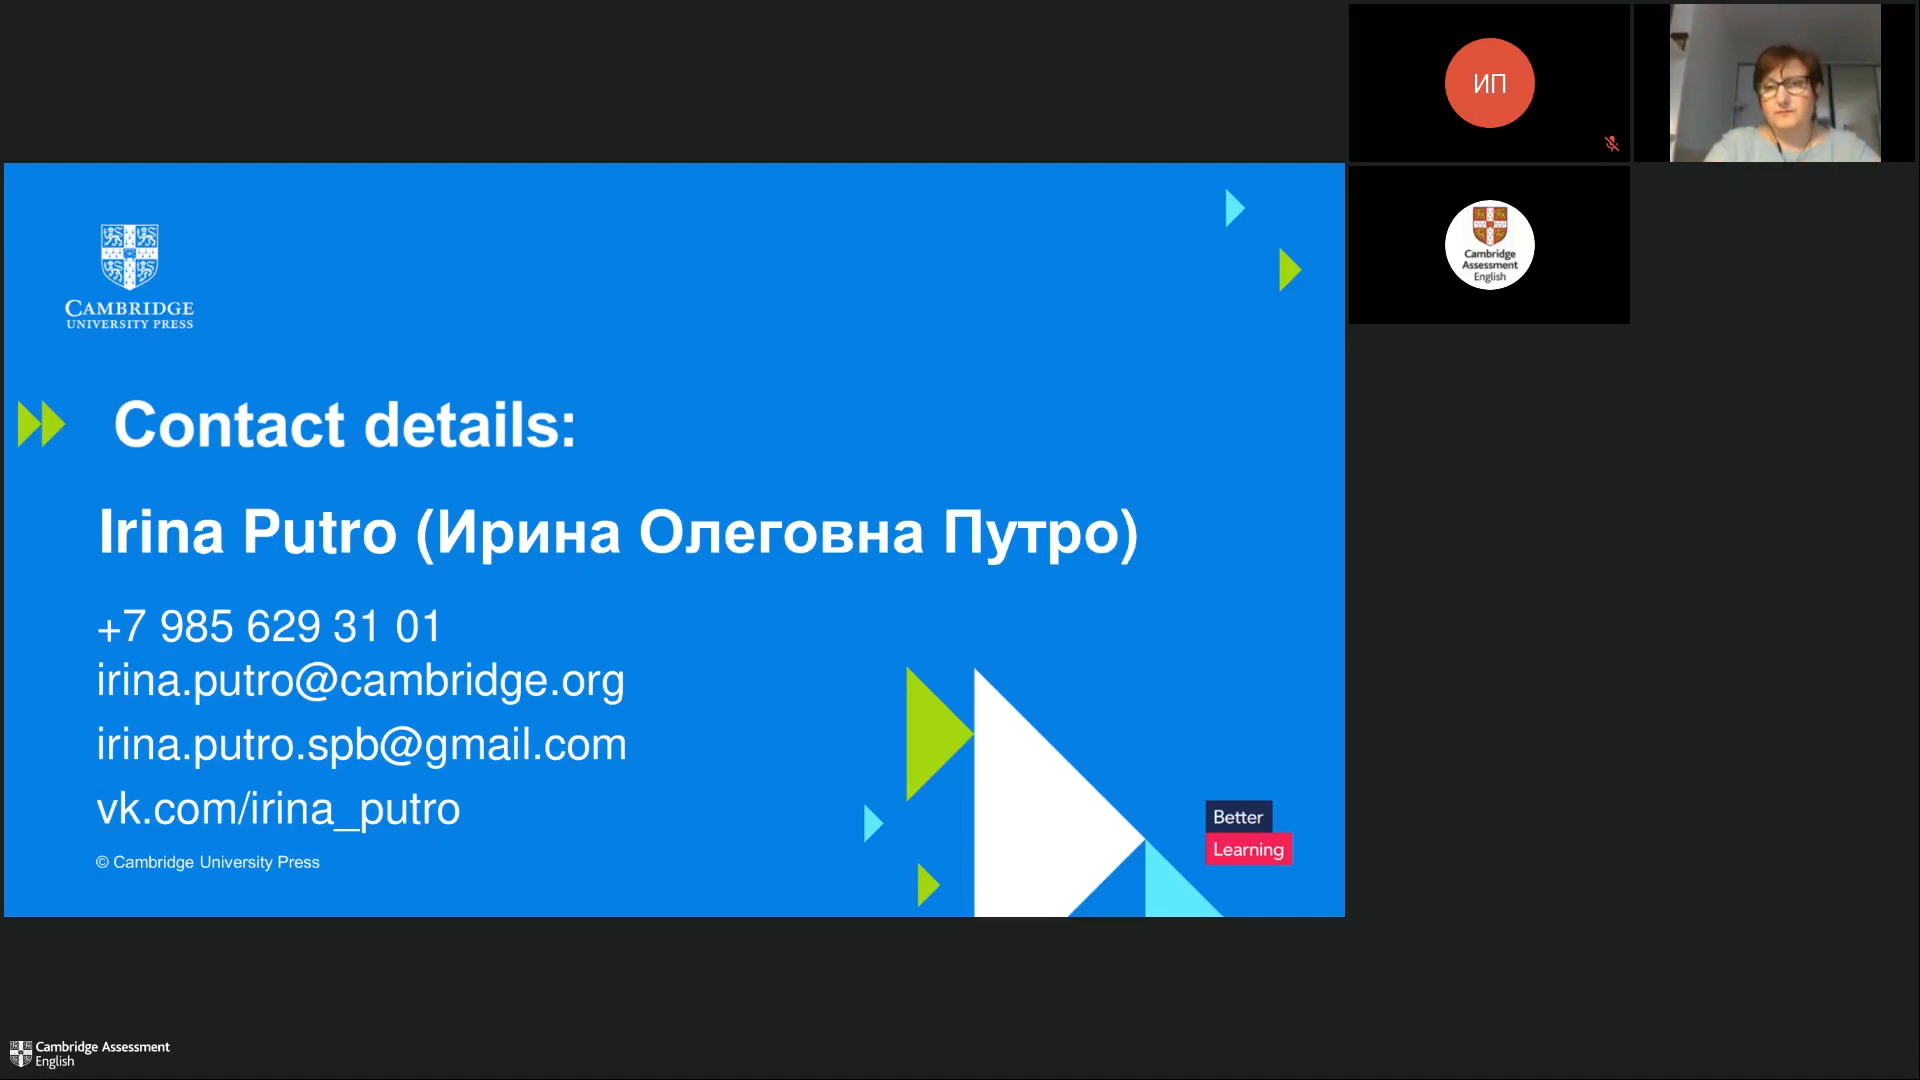 CAMBRIDGE
UNIVERSITY PRESS
Contact details:
Irina Putro (Ирина Олеговна Путро)
+7 985 629 31 01
irina.putro@cambridge.org
irina.putro.spb@gmail.com
vk.com/irina_putro
© Cambridge University Press
Better
Learning
ИП
Cambridge
Assessment
English
Cambridge Assessment
English